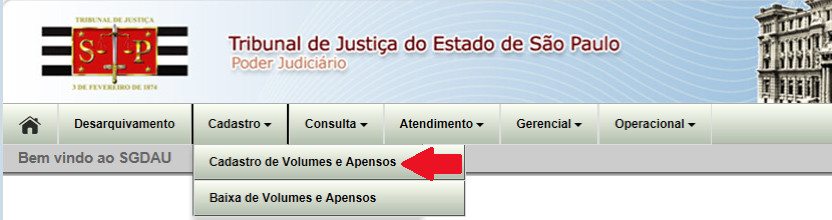 TRIBUNAL DE JUSTIÇA
S P
3 DE FEVEREIRO DE 1874
Tribunal de Justiça do Estado de São Paulo
Poder Judiciário
Desarquivamento Cadastro Consulta Atendimento Gerencial Operacional
Bem vindo ao SGDAU
Cadastro de Volumes e Apensos
Baixa de Volumes e Apensos